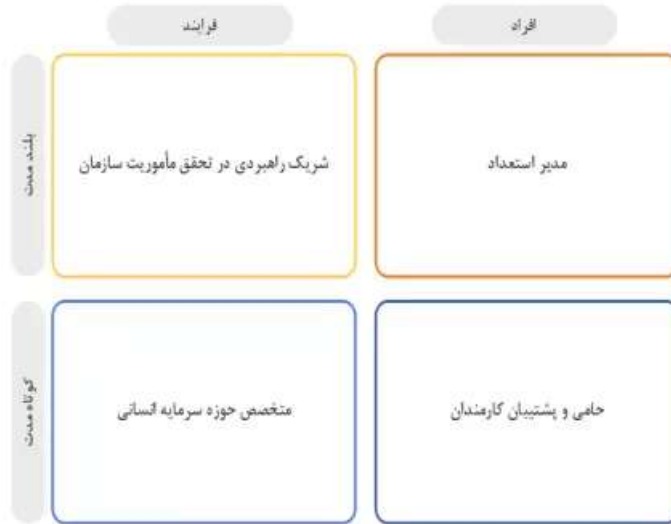 افراد
فرایند
بلند مدت
مدیر استعداد
شریک راهبردی در تحقق مأموریت سازمان
کوتاه مدت
حامی و پشتیبان کارمندان
متخصص حوزه سرمایه انسانی